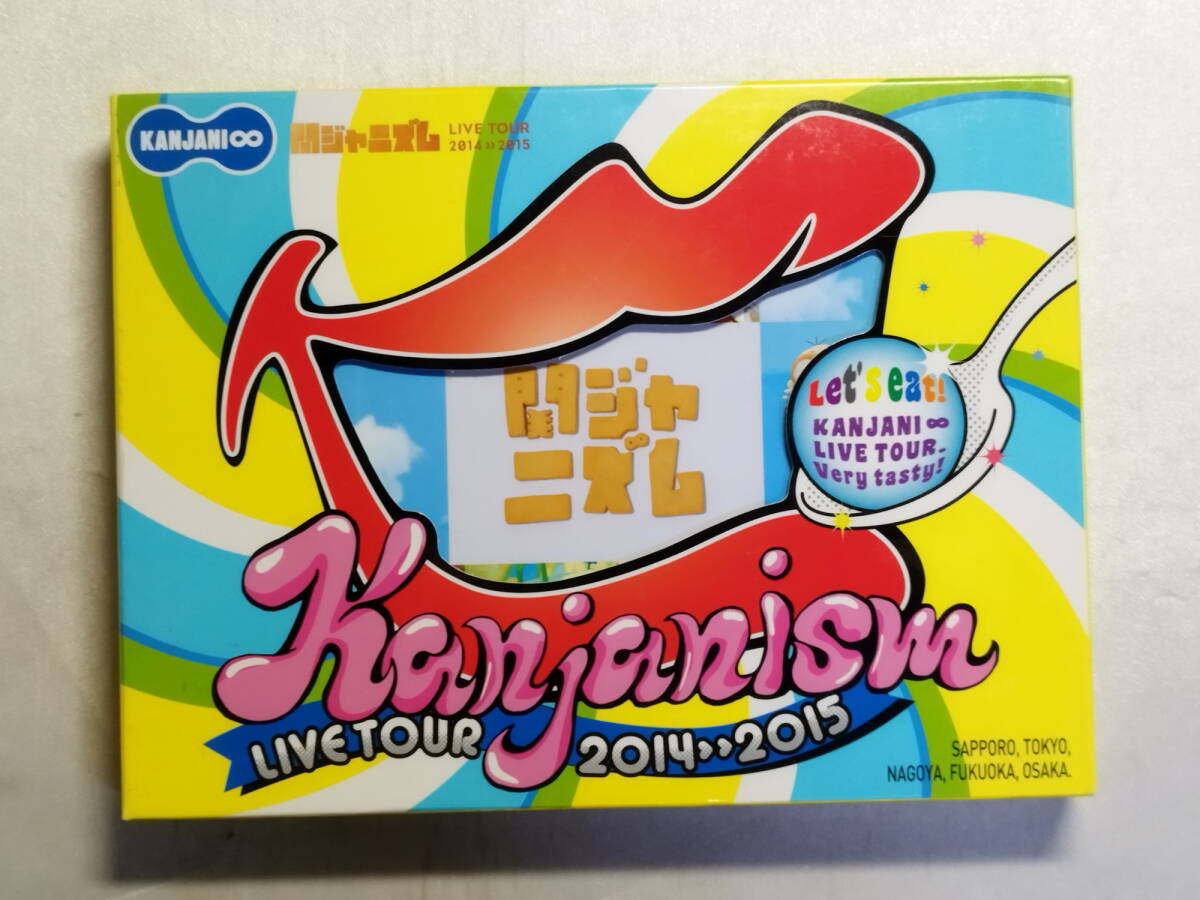 KANJANI∞
関ジャニズム
LIVE TOUR
2014>>2015
関ジャ
ニズム
Let's eat!
KANJANI∞
LIVE TOUR_
Very tasty!
Kanjanism
LIVE TOUR 2014>>2015
SAPPORO, TOKYO,
NAGOYA, FUKUOKA, OSAKA.